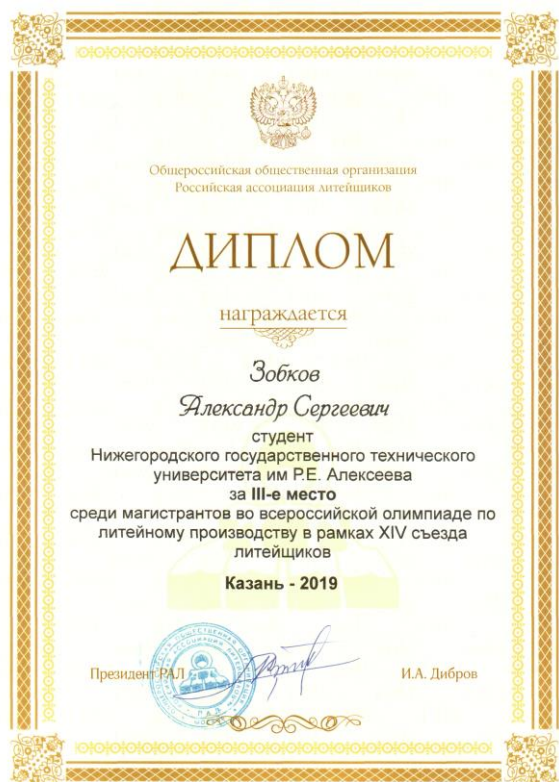 Общероссийская общественная организация
Российская ассоциация литейщиков
ДИПЛОМ
награждается
Зобков
Александр Сергеевич
студент
Нижегородского государственного технического
университета им Р.Е. Алексеева
за III-е место
среди магистрантов во всероссийской олимпиаде по
литейному производству в рамках XIV съезда
литейщиков
Казань - 2019
Президент РАЛ
И.А. Дибров